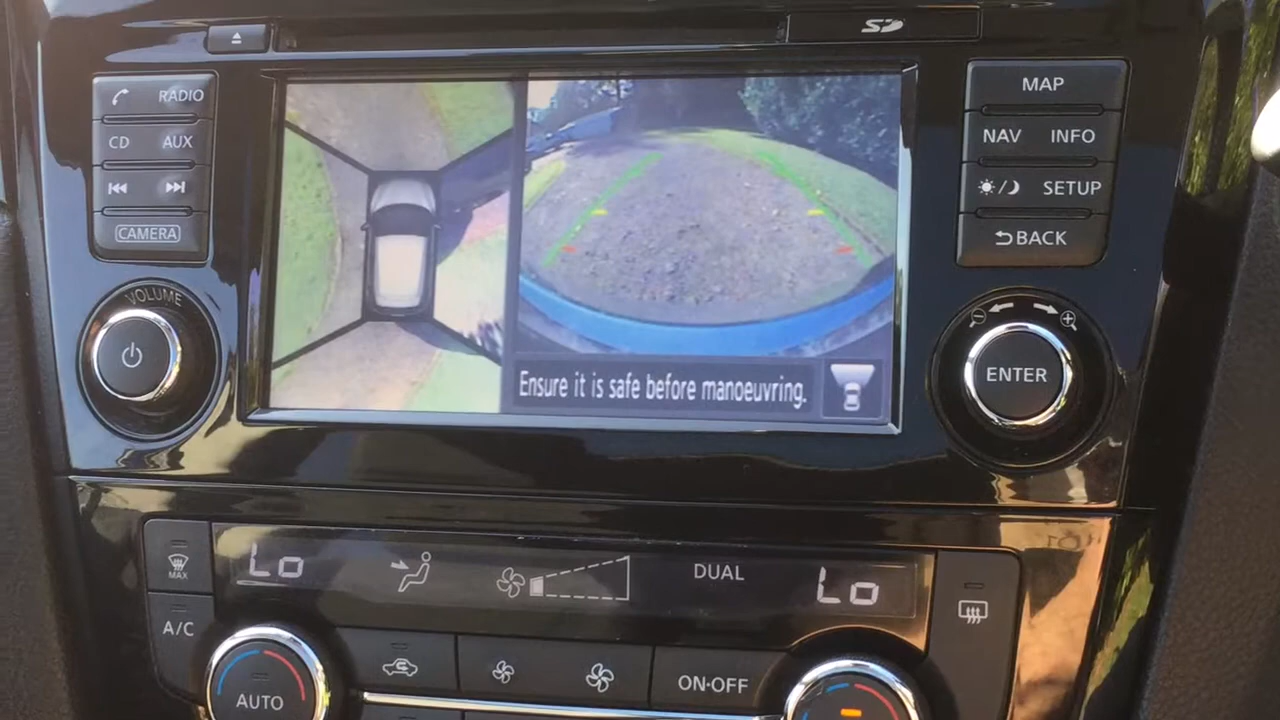 SD
RADIO
MAP
CD AUX
NAV INFO
SETUP
CAMERA
BACK
VOLUME
ENTER
Ensure it is safe before manoeuvring.
Lo
DUAL
Lo
MAX
A/C
AUTO
ON·OFF